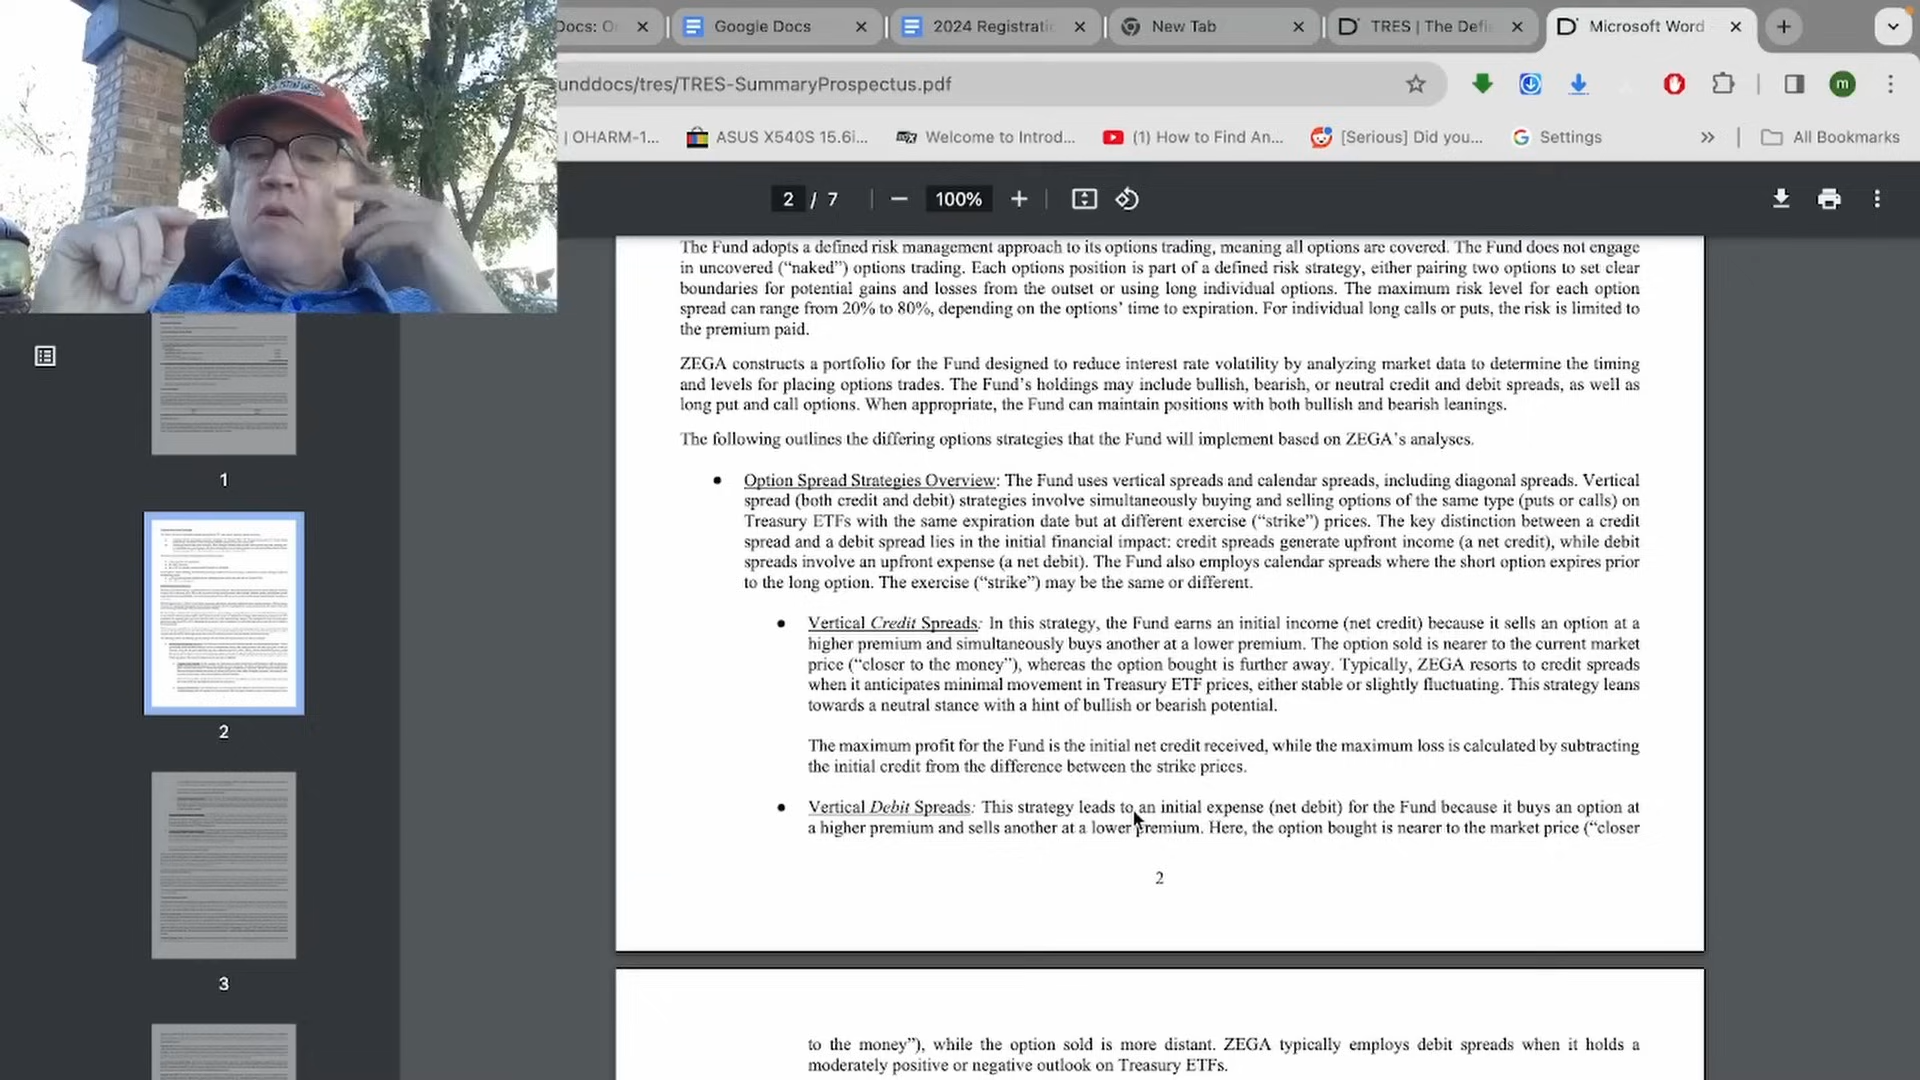 Docs: O
Google Docs
2024 Registrati
New Tab
TRES | The Defi
Microsoft Word
unddocs/tres/TRES-SummaryProspectus.pdf
m
| OHARM-1...
ASUS X540S 15.6i...
Welcome to Introd...
(1) How to Find An...
[Serious] Did you...
Settings
»
All Bookmarks
2 / 7
100%
The Fund adopts a defined risk management approach to its options trading, meaning all options are covered. The Fund does not engage
in uncovered (“naked”) options trading. Each options position is part of a defined risk strategy, either pairing two options to set clear
boundaries for potential gains and losses from the outset or using long individual options. The maximum risk level for each option
spread can range from 20% to 80%, depending on the options’ time to expiration. For individual long calls or puts, the risk is limited to
the premium paid.
ZEGA constructs a portfolio for the Fund designed to reduce interest rate volatility by analyzing market data to determine the timing
and levels for placing options trades. The Fund’s holdings may include bullish, bearish, or neutral credit and debit spreads, as well as
long put and call options. When appropriate, the Fund can maintain positions with both bullish and bearish leanings.
The following outlines the differing options strategies that the Fund will implement based on ZEGA’s analyses.
● Option Spread Strategies Overview: The Fund uses vertical spreads and calendar spreads, including diagonal spreads. Vertical
spread (both credit and debit) strategies involve simultaneously buying and selling options of the same type (puts or calls) on
Treasury ETFs with the same expiration date but at different exercise (“strike”) prices. The key distinction between a credit
spread and a debit spread lies in the initial financial impact: credit spreads generate upfront income (a net credit), while debit
spreads involve an upfront expense (a net debit). The Fund also employs calendar spreads where the short option expires prior
to the long option. The exercise (“strike”) may be the same or different.
● Vertical Credit Spreads: In this strategy, the Fund earns an initial income (net credit) because it sells an option at a
higher premium and simultaneously buys another at a lower premium. The option sold is nearer to the current market
price (“closer to the money”), whereas the option bought is further away. Typically, ZEGA resorts to credit spreads
when it anticipates minimal movement in Treasury ETF prices, either stable or slightly fluctuating. This strategy leans
towards a neutral stance with a hint of bullish or bearish potential.
The maximum profit for the Fund is the initial net credit received, while the maximum loss is calculated by subtracting
the initial credit from the difference between the strike prices.
● Vertical Debit Spreads: This strategy leads to an initial expense (net debit) for the Fund because it buys an option at
a higher premium and sells another at a lower premium. Here, the option bought is nearer to the market price (“closer
2
to the money”), while the option sold is more distant. ZEGA typically employs debit spreads when it holds a
moderately positive or negative outlook on Treasury ETFs.
1
2
3